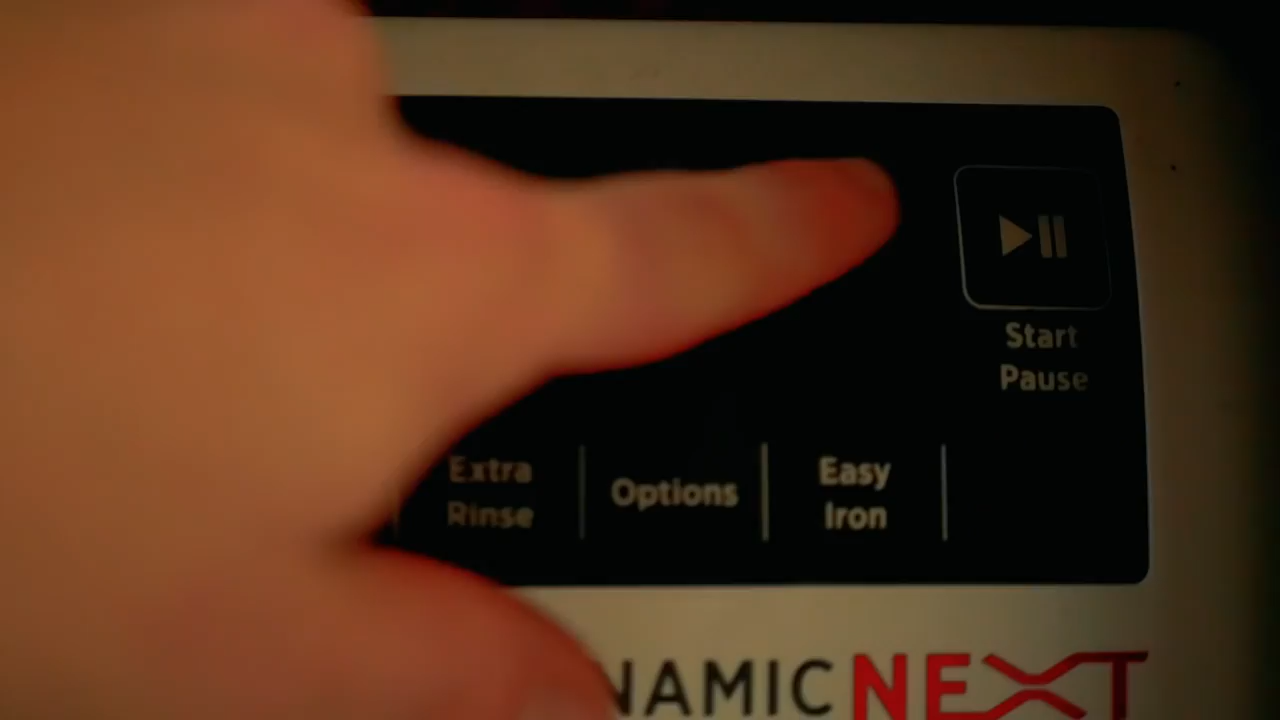 Start
Pause
Extra
Rinse
Options
Easy
Iron
NAMIC NEXT